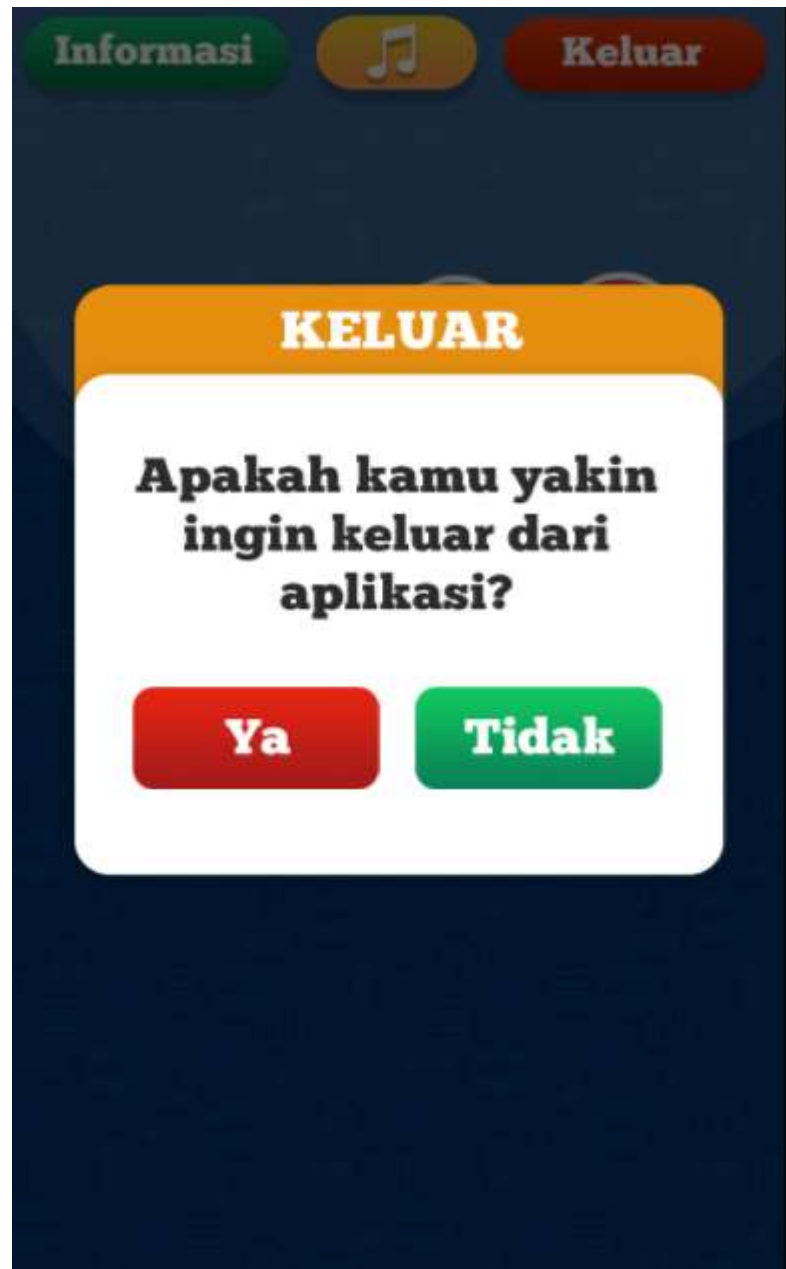 Informasi Keluar
KELUAR
Apakah kamu yakin
ingin keluar dari
aplikasi?
Ya Tidak